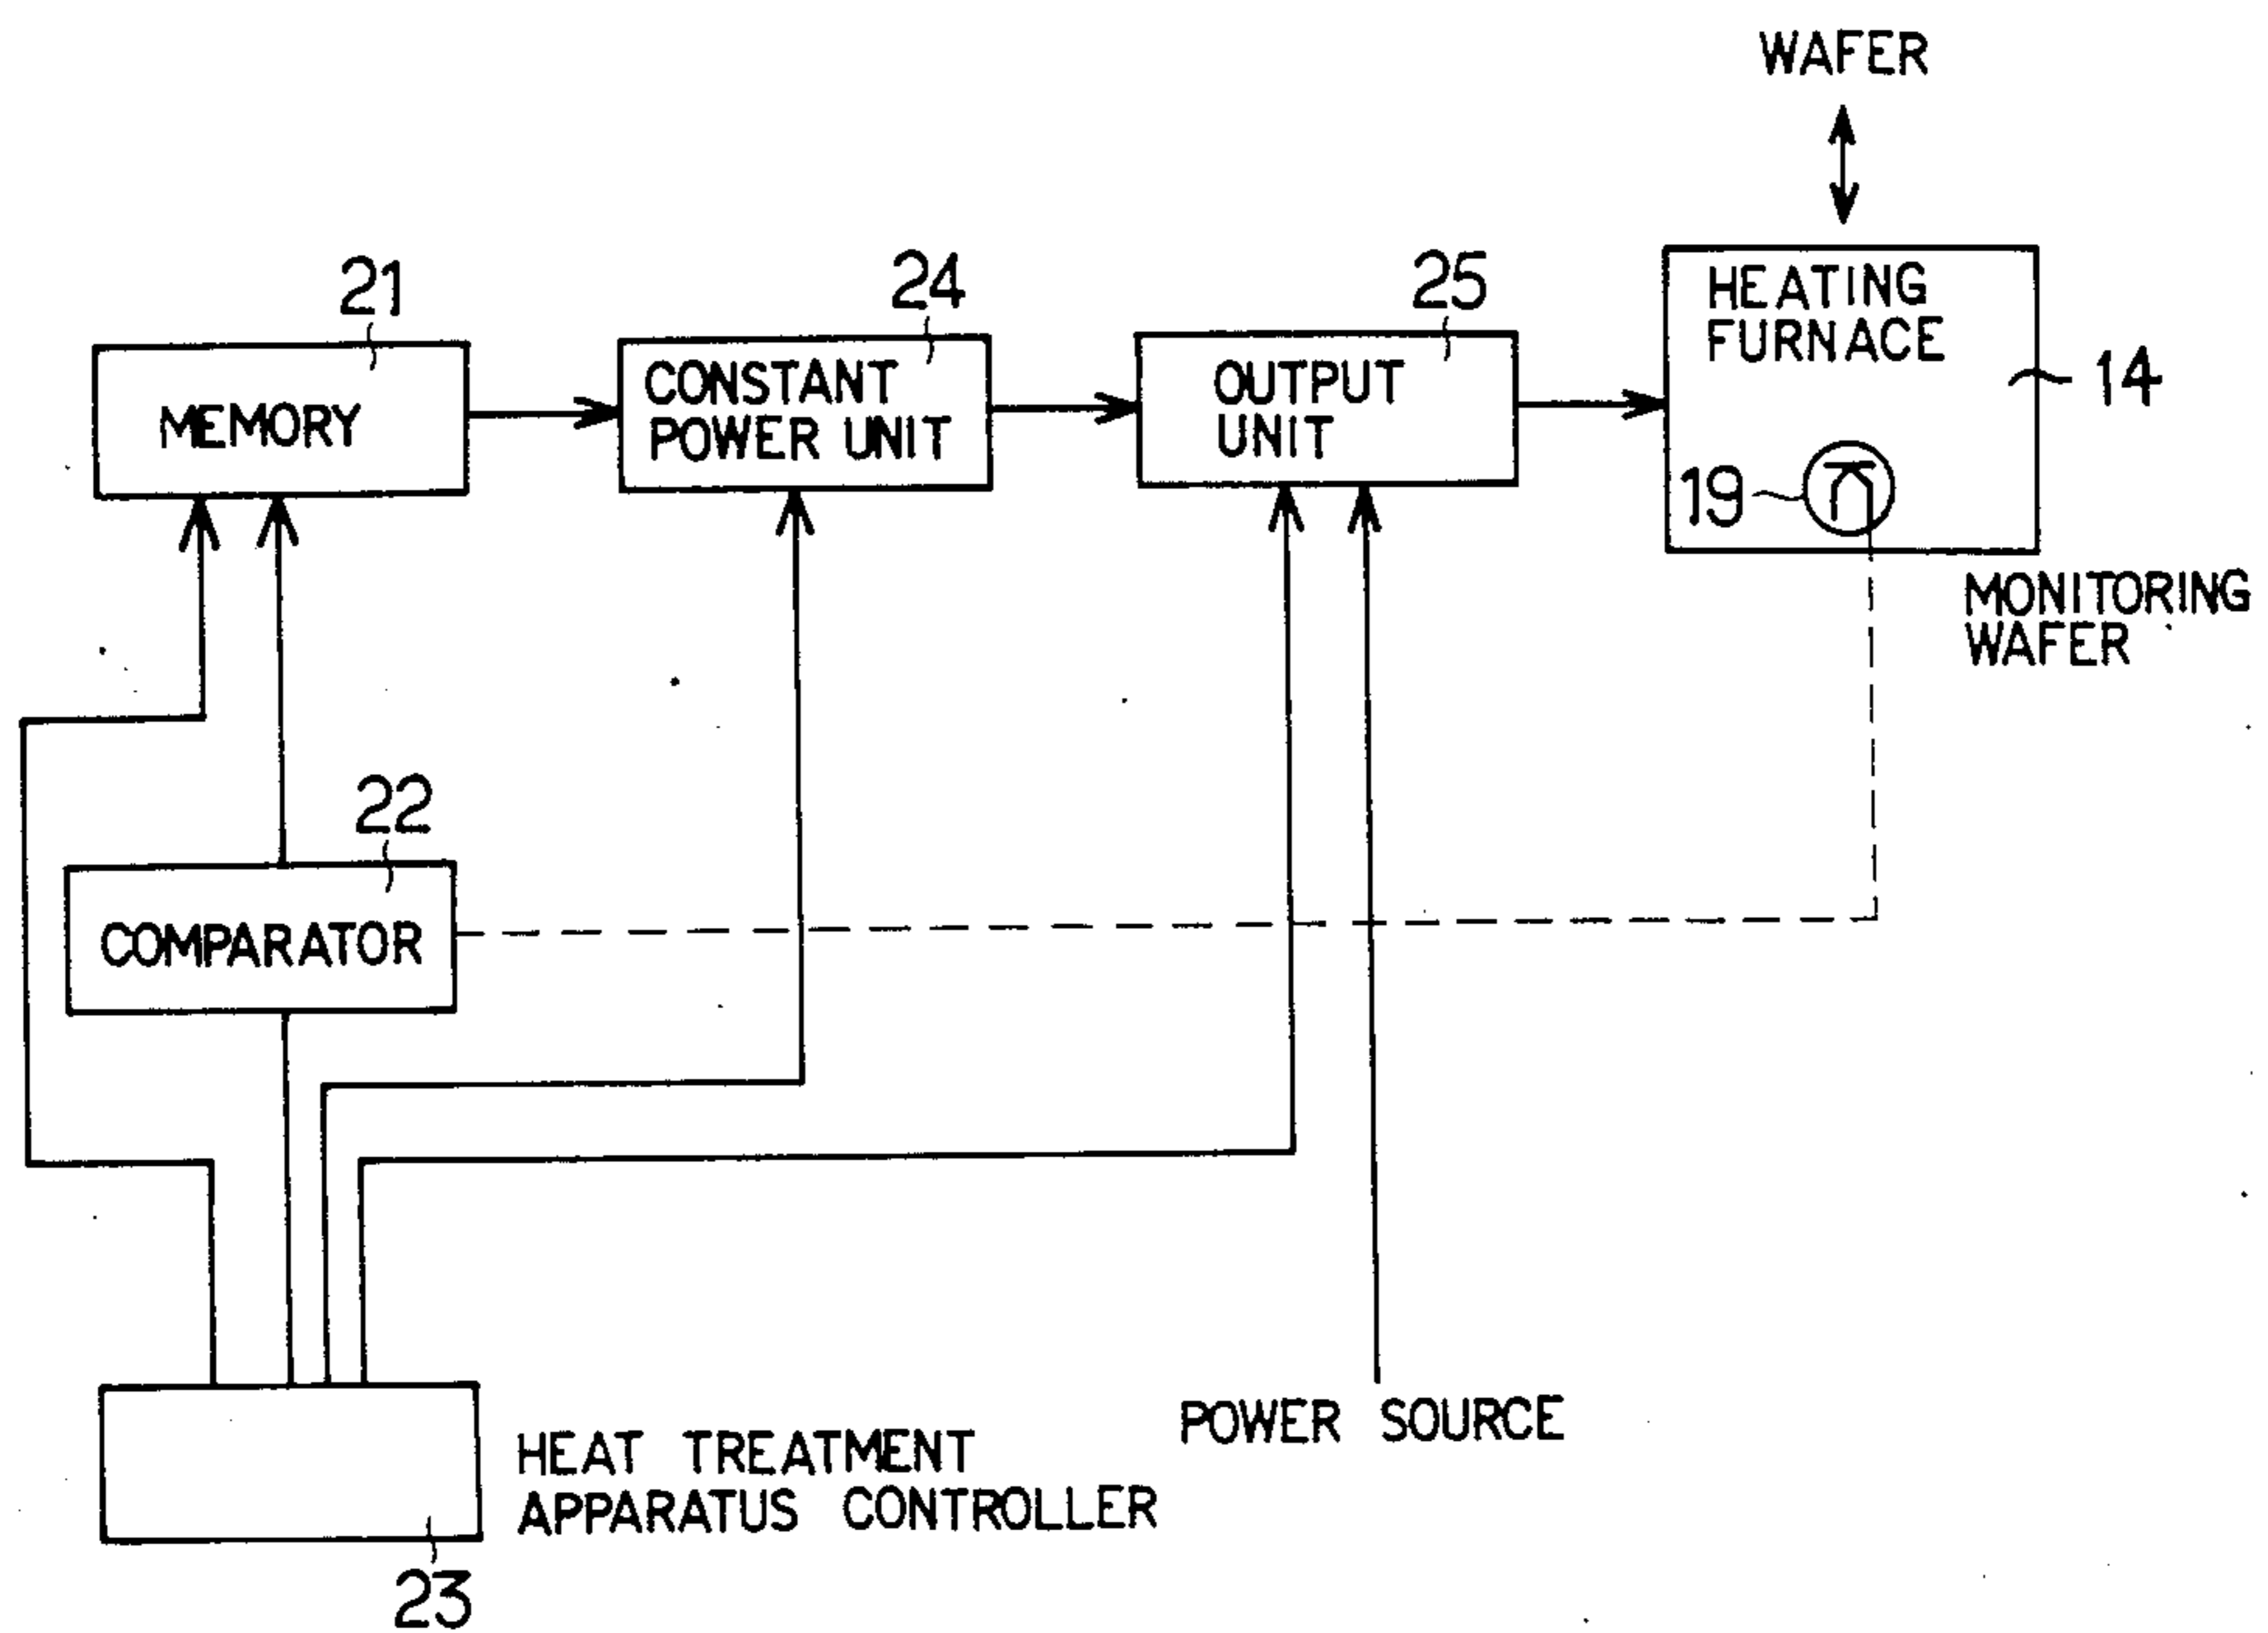 WAFER
21
24
25
HEATING
FURNACE
MEMORY
CONSTANT
POWER UNIT
OUTPUT
UNIT
14
19
MONITORING
WAFER
22
COMPARATOR
POWER SOURCE
HEAT TREATMENT
APPARATUS CONTROLLER
23